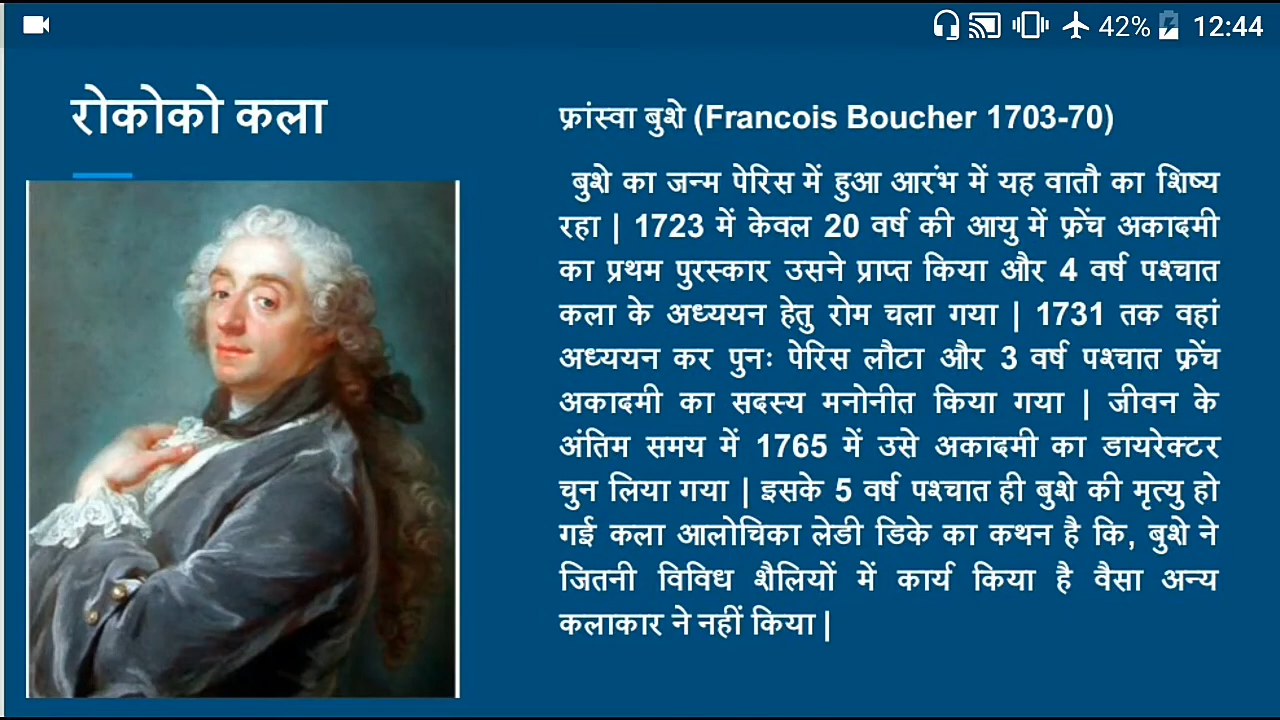 42% 12:44
रोकोको कला
फ्रांस्वा बुशे (Francois Boucher 1703-70)
बुशे का जन्म पेरिस में हुआ आरंभ में यह वातौ का शिष्य
रहा | 1723 में केवल 20 वर्ष की आयु में फ्रेंच अकादमी
का प्रथम पुरस्कार उसने प्राप्त किया और 4 वर्ष पश्चात
कला के अध्ययन हेतु रोम चला गया | 1731 तक वहां
अध्ययन कर पुनः पेरिस लौटा और 3 वर्ष पश्चात फ्रेंच
अकादमी का सदस्य मनोनीत किया गया | जीवन के
अंतिम समय में 1765 में उसे अकादमी का डायरेक्टर
चुन लिया गया | इसके 5 वर्ष पश्चात ही बुशे की मृत्यु हो
गई कला आलोचिका लेडी डिके का कथन है कि, बुशे ने
जितनी विविध शैलियों में कार्य किया है वैसा अन्य
कलाकार ने नहीं किया |